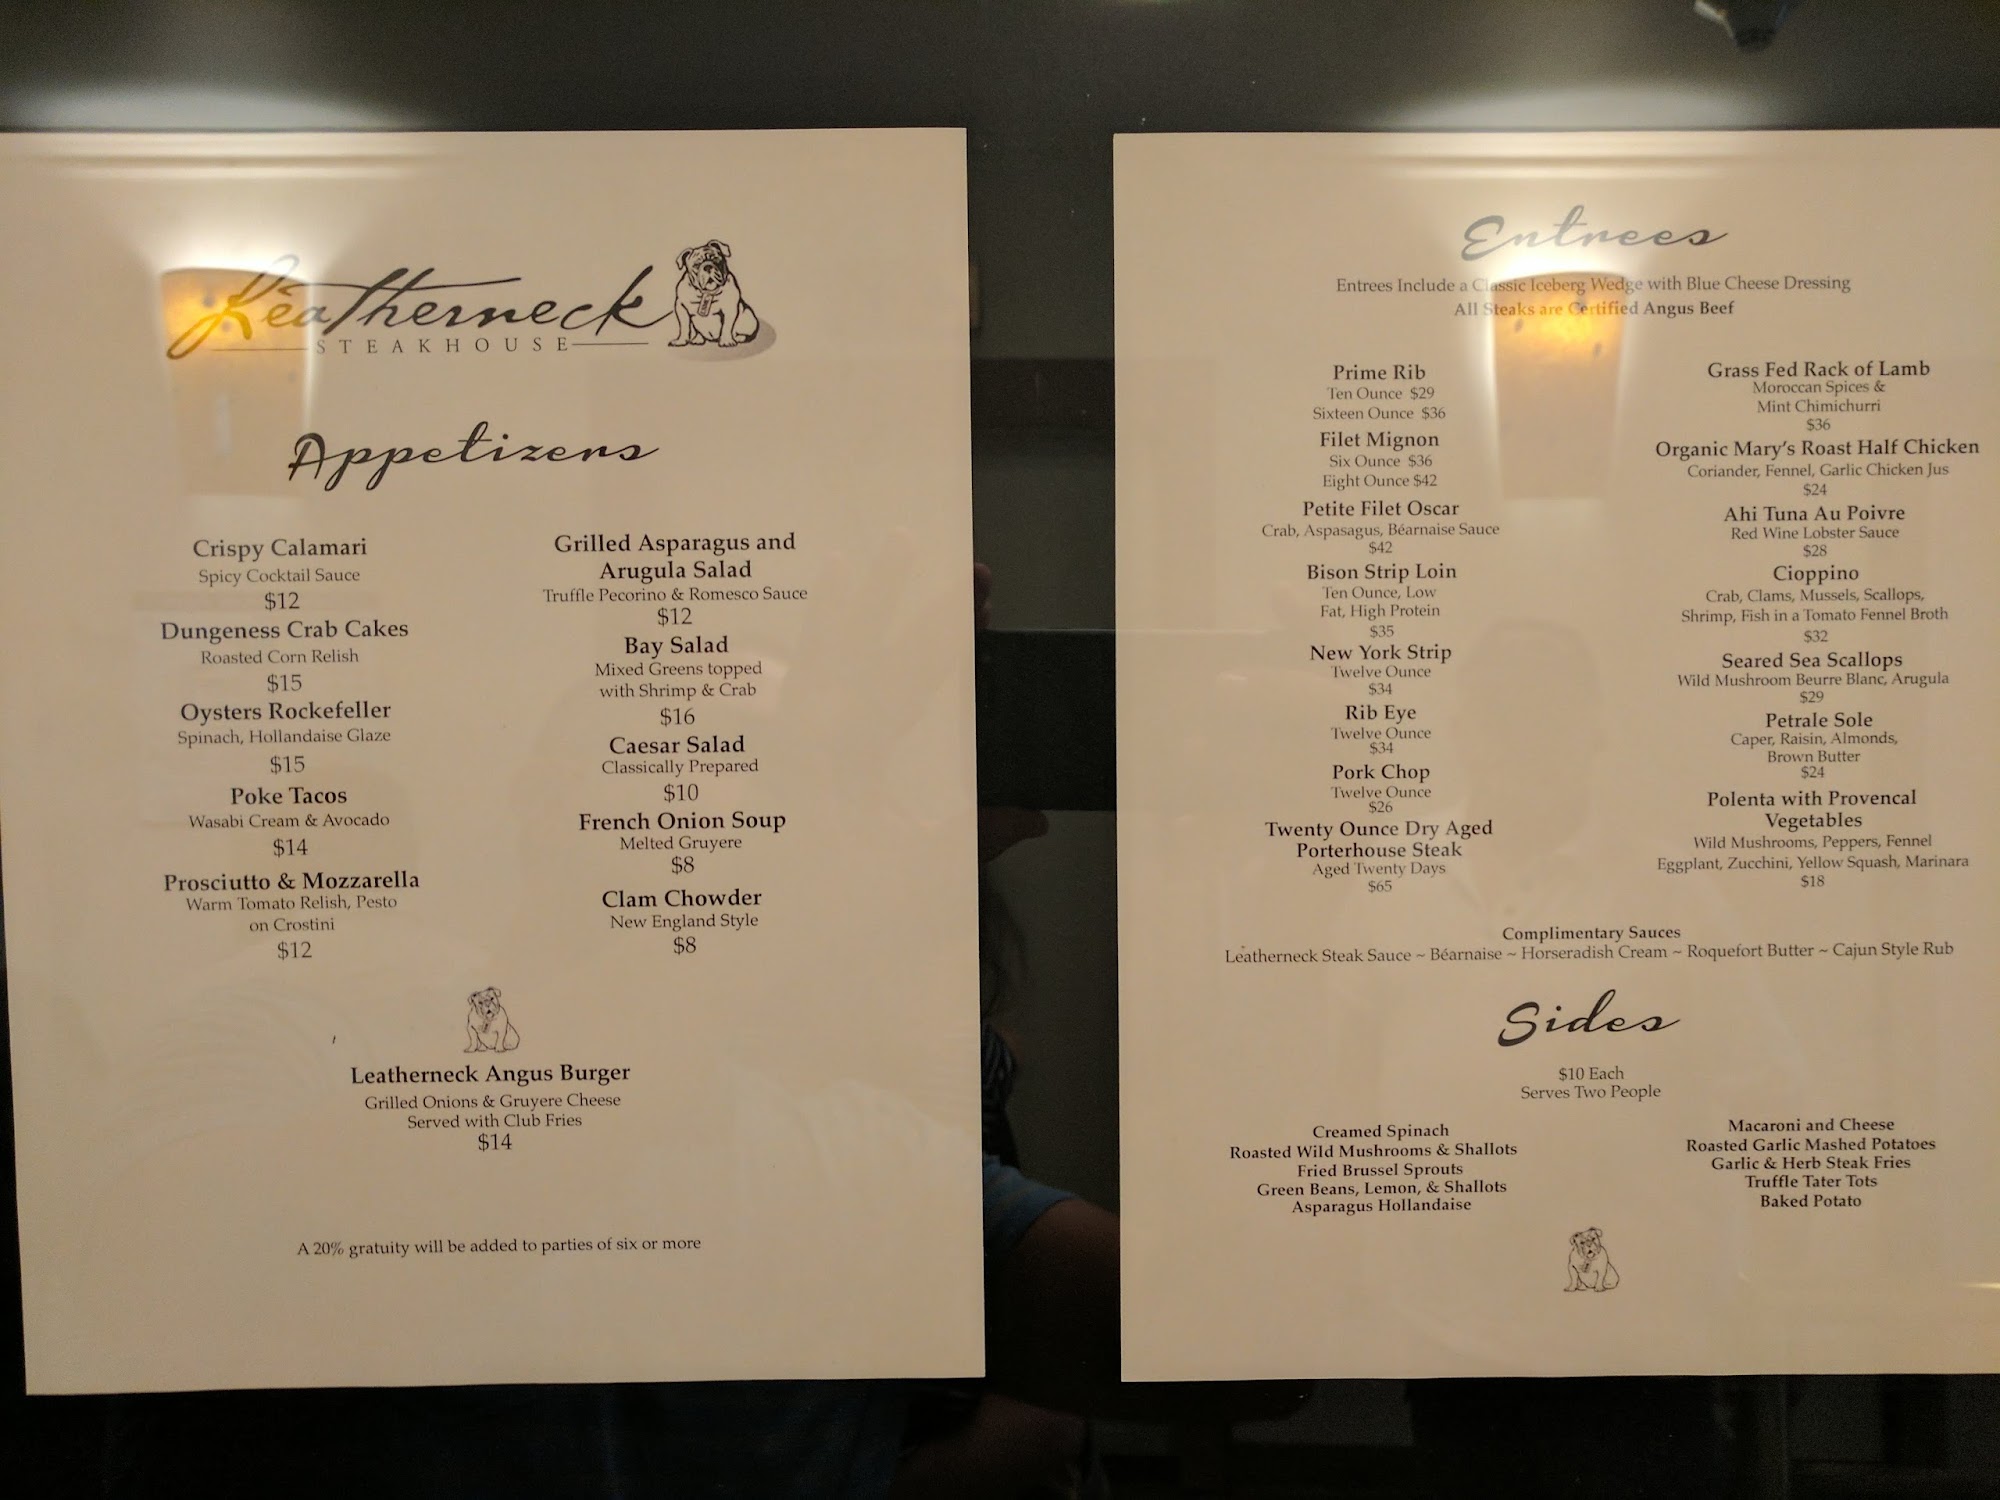 Leatherneck
STEAKHOUSE
Appetizers
Crispy Calamari
Spicy Cocktail Sauce
$12
Dungeness Crab Cakes
Roasted Corn Relish
$15
Oysters Rockefeller
Spinach, Hollandaise Glaze
$15
Poke Tacos
Wasabi Cream & Avocado
$14
Prosciutto & Mozzarella
Warm Tomato Relish, Pesto
on Crostini
$12
Grilled Asparagus and
Arugula Salad
Truffle Pecorino & Romesco Sauce
$12
Bay Salad
Mixed Greens topped
with Shrimp & Crab
$16
Caesar Salad
Classically Prepared
$10
French Onion Soup
Melted Gruyere
$8
Clam Chowder
New England Style
$8
Leatherneck Angus Burger
Grilled Onions & Gruyere Cheese
Served with Club Fries
$14
A 20% gratuity will be added to parties of six or more
Entrees
Entrees Include a Classic Iceberg Wedge with Blue Cheese Dressing
All Steaks are Certified Angus Beef
Prime Rib
Ten Ounce $29
Sixteen Ounce $36
Filet Mignon
Six Ounce $36
Eight Ounce $42
Petite Filet Oscar
Crab, Aspasagus, Béarnaise Sauce
$42
Bison Strip Loin
Ten Ounce, Low
Fat, High Protein
$35
New York Strip
Twelve Ounce
$34
Rib Eye
Twelve Ounce
$34
Pork Chop
Twelve Ounce
$26
Twenty Ounce Dry Aged
Porterhouse Steak
Aged Twenty Days
$65
Grass Fed Rack of Lamb
Moroccan Spices &
Mint Chimichurri
$36
Organic Mary's Roast Half Chicken
Coriander, Fennel, Garlic Chicken Jus
$24
Ahi Tuna Au Poivre
Red Wine Lobster Sauce
$28
Cioppino
Crab, Clams, Mussels, Scallops,
Shrimp, Fish in a Tomato Fennel Broth
$32
Seared Sea Scallops
Wild Mushroom Beurre Blanc, Arugula
$29
Petrale Sole
Caper, Raisin, Almonds,
Brown Butter
$24
Polenta with Provencal
Vegetables
Wild Mushrooms, Peppers, Fennel
Eggplant, Zucchini, Yellow Squash, Marinara
$18
Complimentary Sauces
Leatherneck Steak Sauce ~ Béarnaise ~ Horseradish Cream ~ Roquefort Butter ~ Cajun Style Rub
Sides
$10 Each
Serves Two People
Creamed Spinach
Roasted Wild Mushrooms & Shallots
Fried Brussel Sprouts
Green Beans, Lemon, & Shallots
Asparagus Hollandaise
Macaroni and Cheese
Roasted Garlic Mashed Potatoes
Garlic & Herb Steak Fries
Truffle Tater Tots
Baked Potato